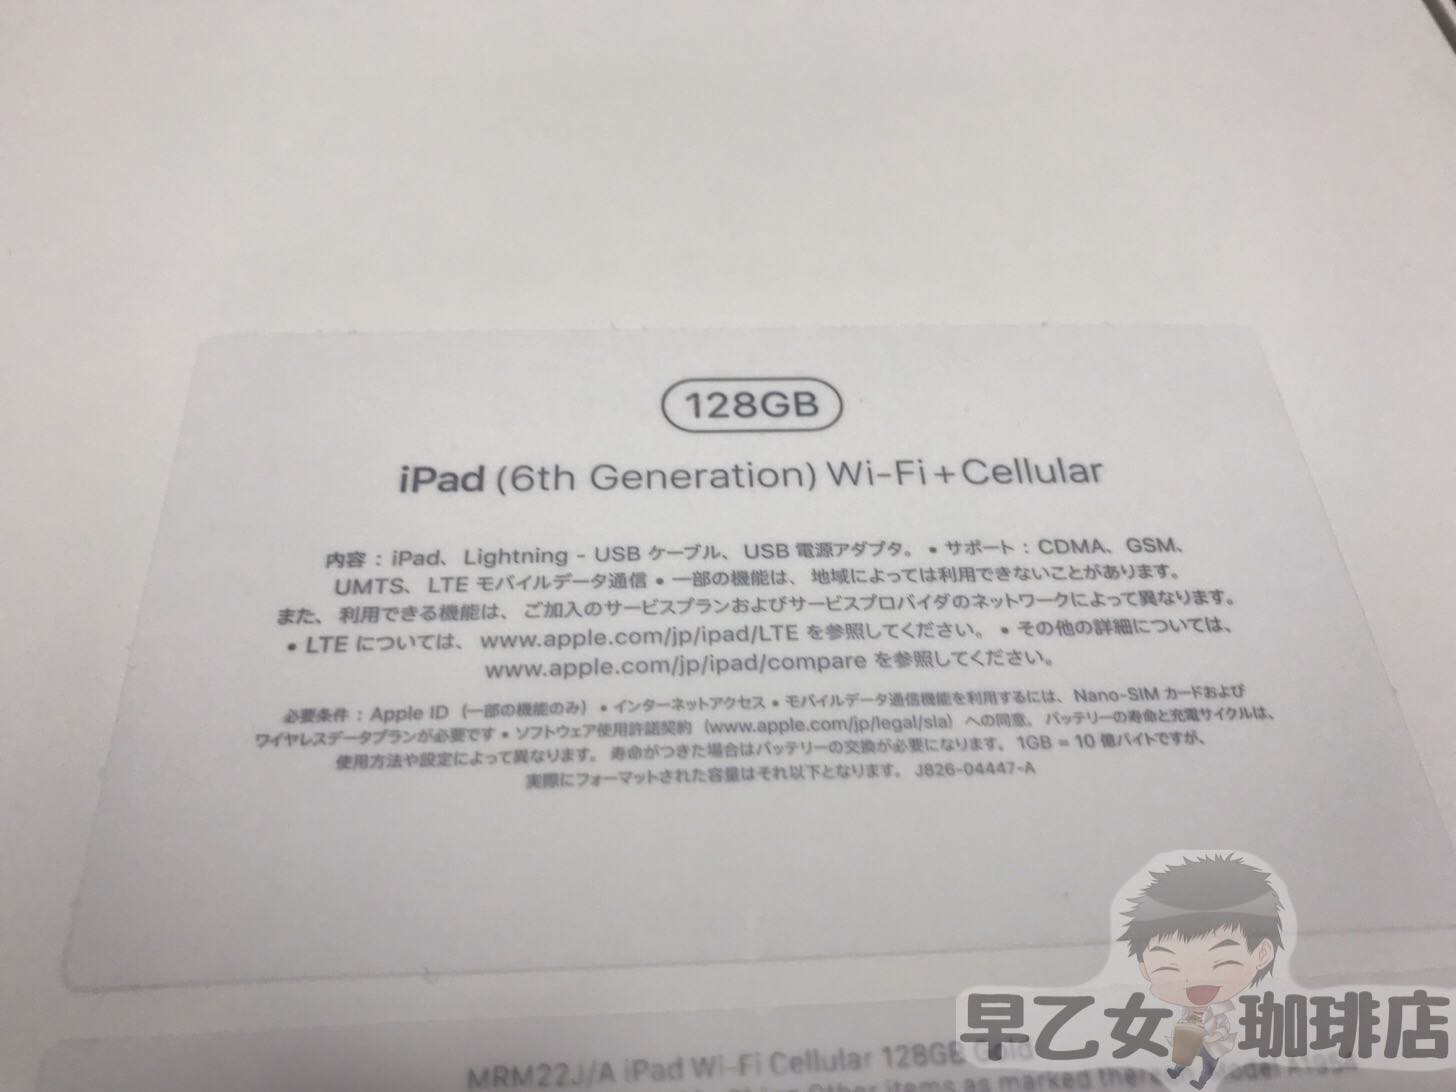 128GB
iPad (6th Generation) Wi-Fi + Cellular
内容：iPad、Lightning - USB ケーブル、USB 電源アダプタ。• サポート：CDMA、GSM、
UMTS、LTE モバイルデータ通信 • 一部の機能は、地域によっては利用できないことがあります。
また、利用できる機能は、ご加入のサービスプランおよびサービスプロバイダのネットワークによって異なります。
• LTE については、www.apple.com/jp/ipad/LTE を参照してください。• その他の詳細については、
www.apple.com/jp/ipad/compare を参照してください。
必要条件：Apple ID（一部の機能のみ）• インターネットアクセス • モバイルデータ通信機能を利用するには、Nano-SIM カードおよび
ワイヤレスデータプランが必要です • ソフトウェア使用許諾契約（www.apple.com/jp/legal/sla）への同意。バッテリーの寿命と充電サイクルは、
使用方法や設定によって異なります。寿命がつきた場合はバッテリーの交換が必要になります。1GB = 10 億バイトですが、
実際にフォーマットされた容量はそれ以下となります。J826-04447-A
早乙女珈琲店
MRM22J/A iPad Wi-Fi Cellular 128GB Gold
Other items as marked